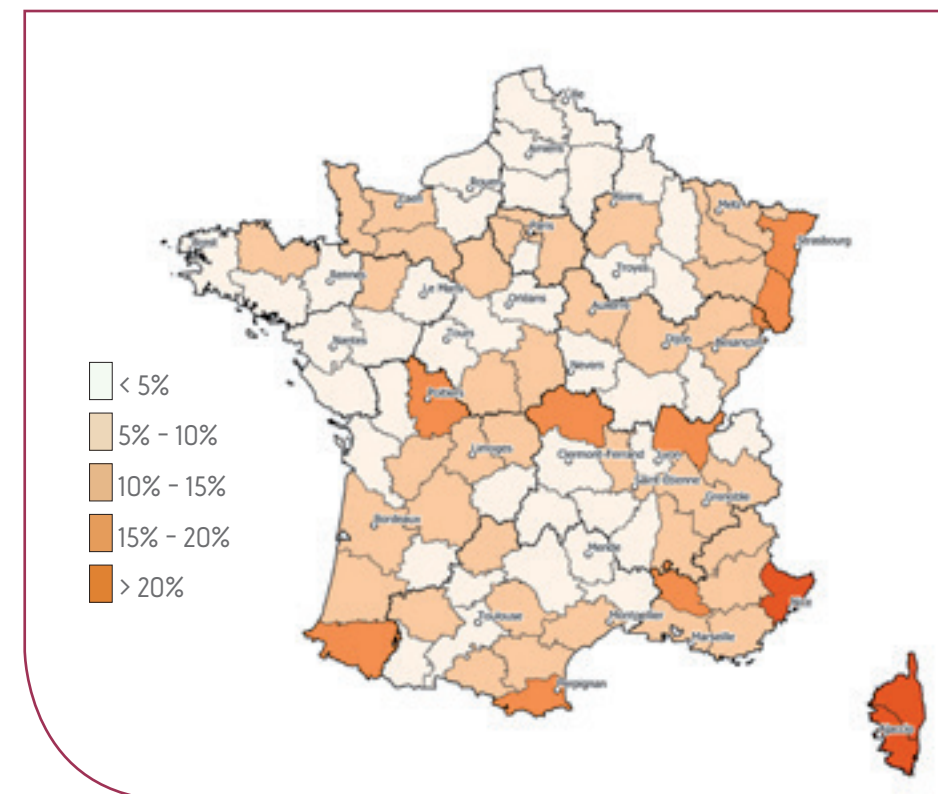 Lille
Amiens
Rouen
Caen
Reims
Metz
Paris
Strasbourg
Brest
Troyes
Rennes
Le Mans
Orléans
Auxerre
Tours
Dijon
Besançon
Nantes
Nevers
< 5%
Poitiers
5% - 10%
Limoges
Clermont-Ferrand
Lyon
10% - 15%
Saint Etienne
Grenoble
Bordeaux
15% - 20%
Mende
> 20%
Nice
Toulouse
Montpellier
Marseille
Perpignan
Ajaccio